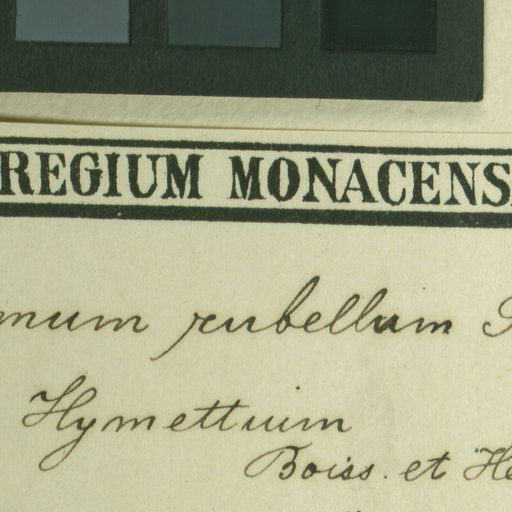 REGIUM MONACENS
mum rubellum
Hymettium
Boiss. et He